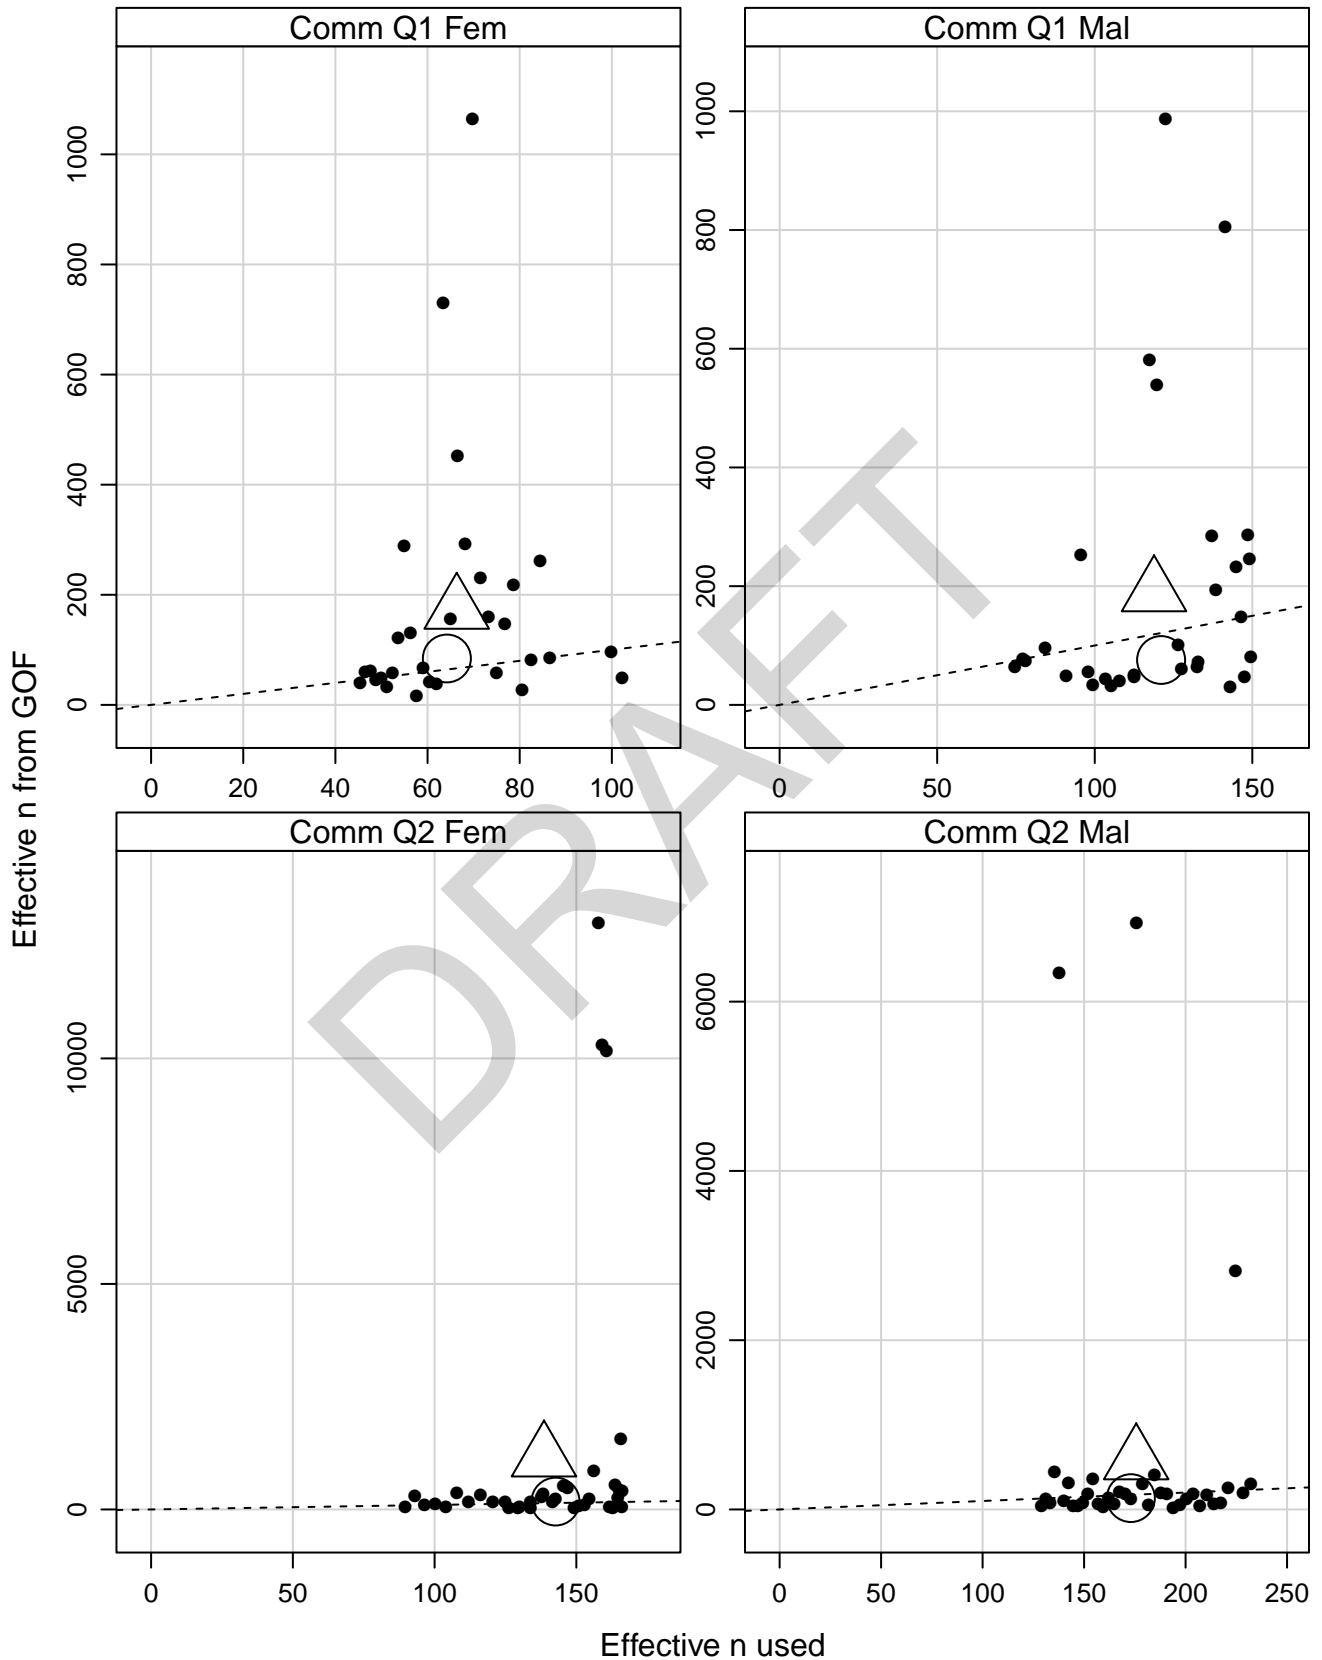 Comm Q1 Fem
Comm Q1 Mal
0 200 400 600 800 1000
0 200 400 600 800 1000
0 20 40 60 80 100
0 50 100 150
Comm Q2 Fem
Comm Q2 Mal
0 5000 10000
0 2000 4000 6000
0 50 100 150
0 50 100 150 200 250
Effective n from GOF
Effective n used
DRAFT